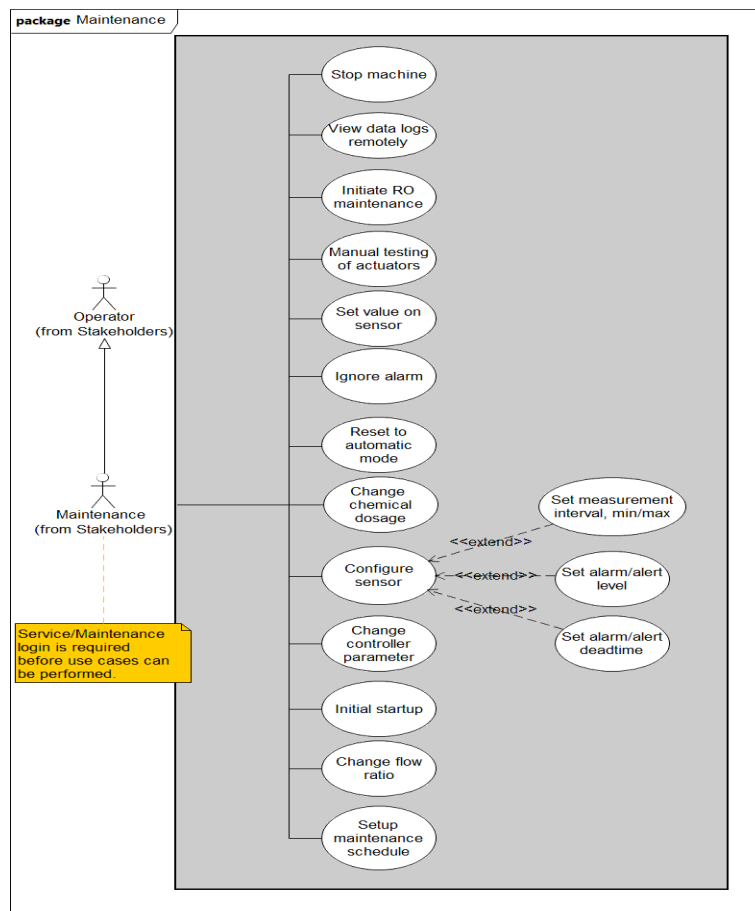 package Maintenance
Stop machine
View data logs
remotely
Initiate RO
maintenance
Manual testing
of actuators
Operator
(from Stakeholders)
Set value on
sensor
Ignore alarm
Reset to
automatic
mode
Maintenance
(from Stakeholders)
Change
chemical
dosage
Set measurement
interval, min/max
<<extend>>
Configure
sensor
<<extend>>
Set alarm/alert
level
<<extend>>
Set alarm/alert
deadtime
Service/Maintenance
login is required
before use cases can
be performed.
Change
controller
parameter
Initial startup
Change flow
ratio
Setup
maintenance
schedule